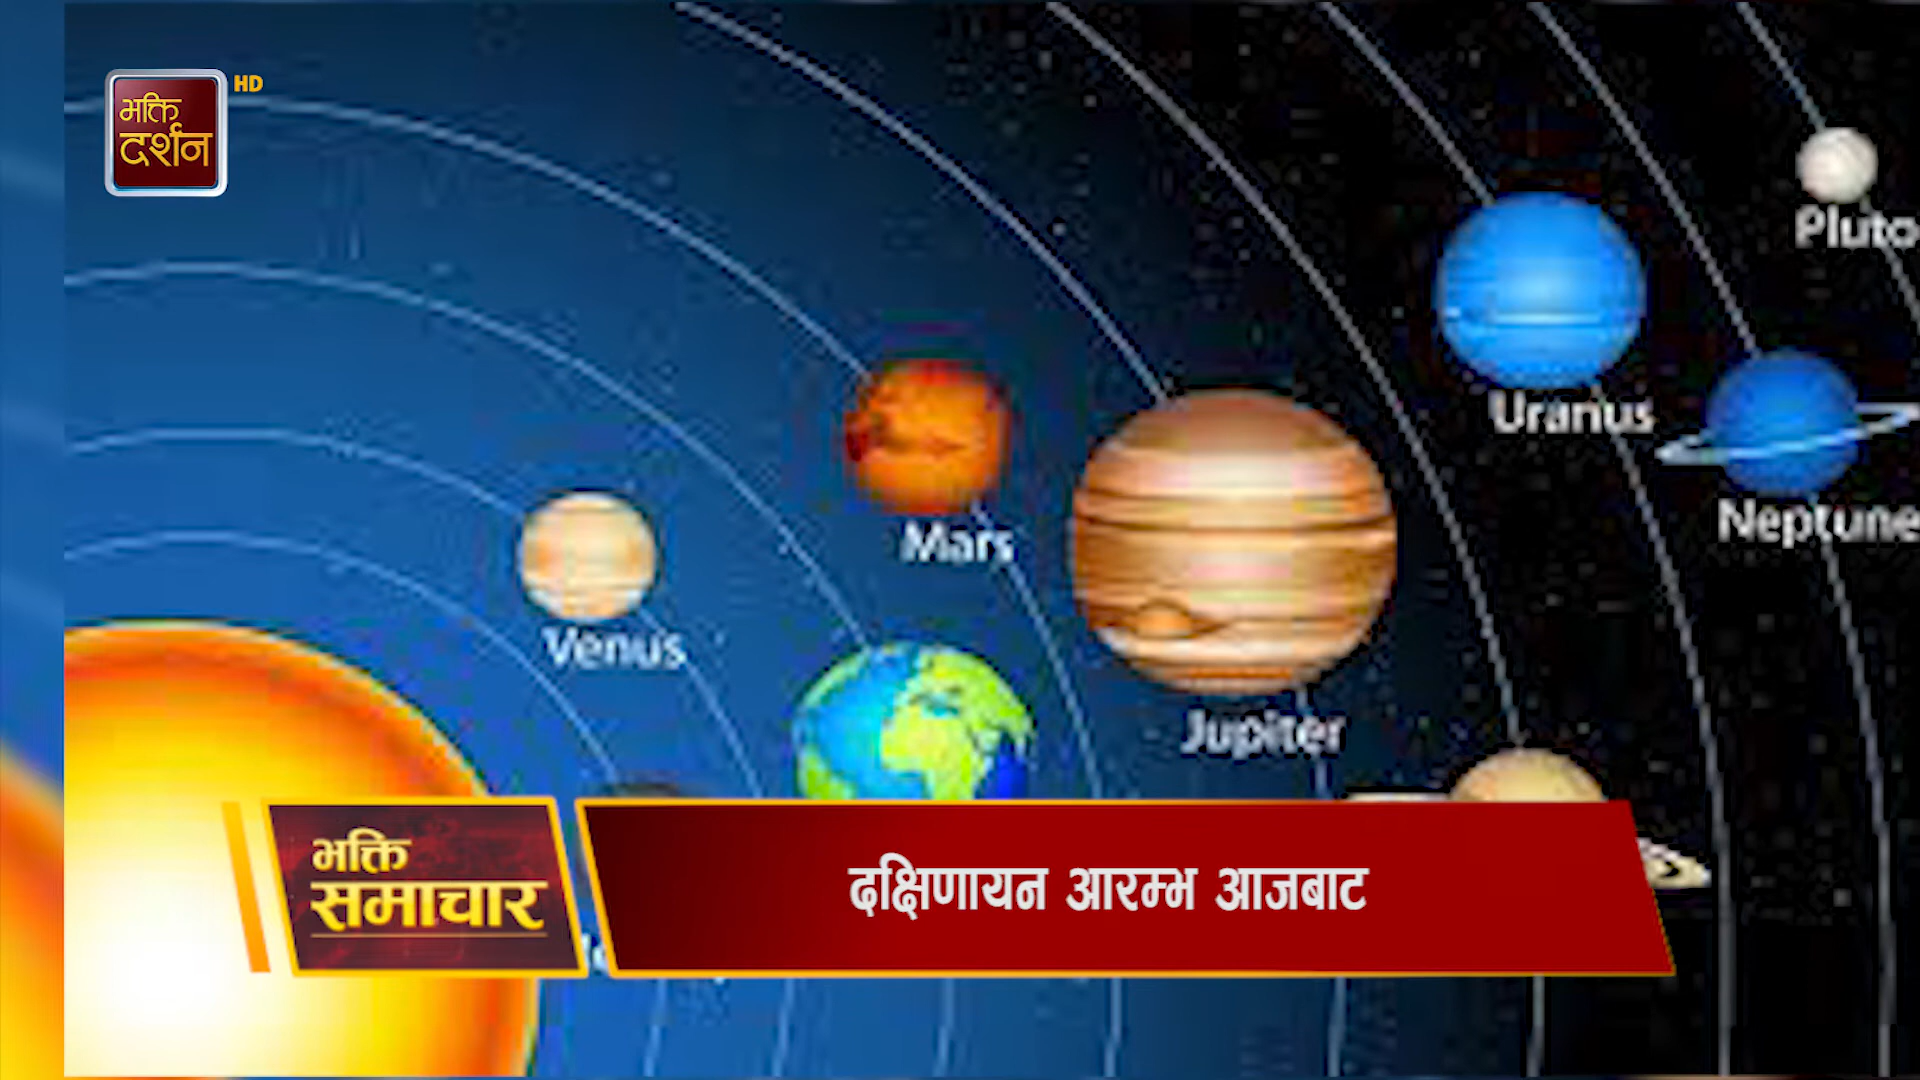 भक्ति
दर्शन
HD
Pluto
Uranus
Neptune
Mars
Venus
Jupiter
भक्ति
समाचार
दक्षिणायन आरम्भ आजबाट